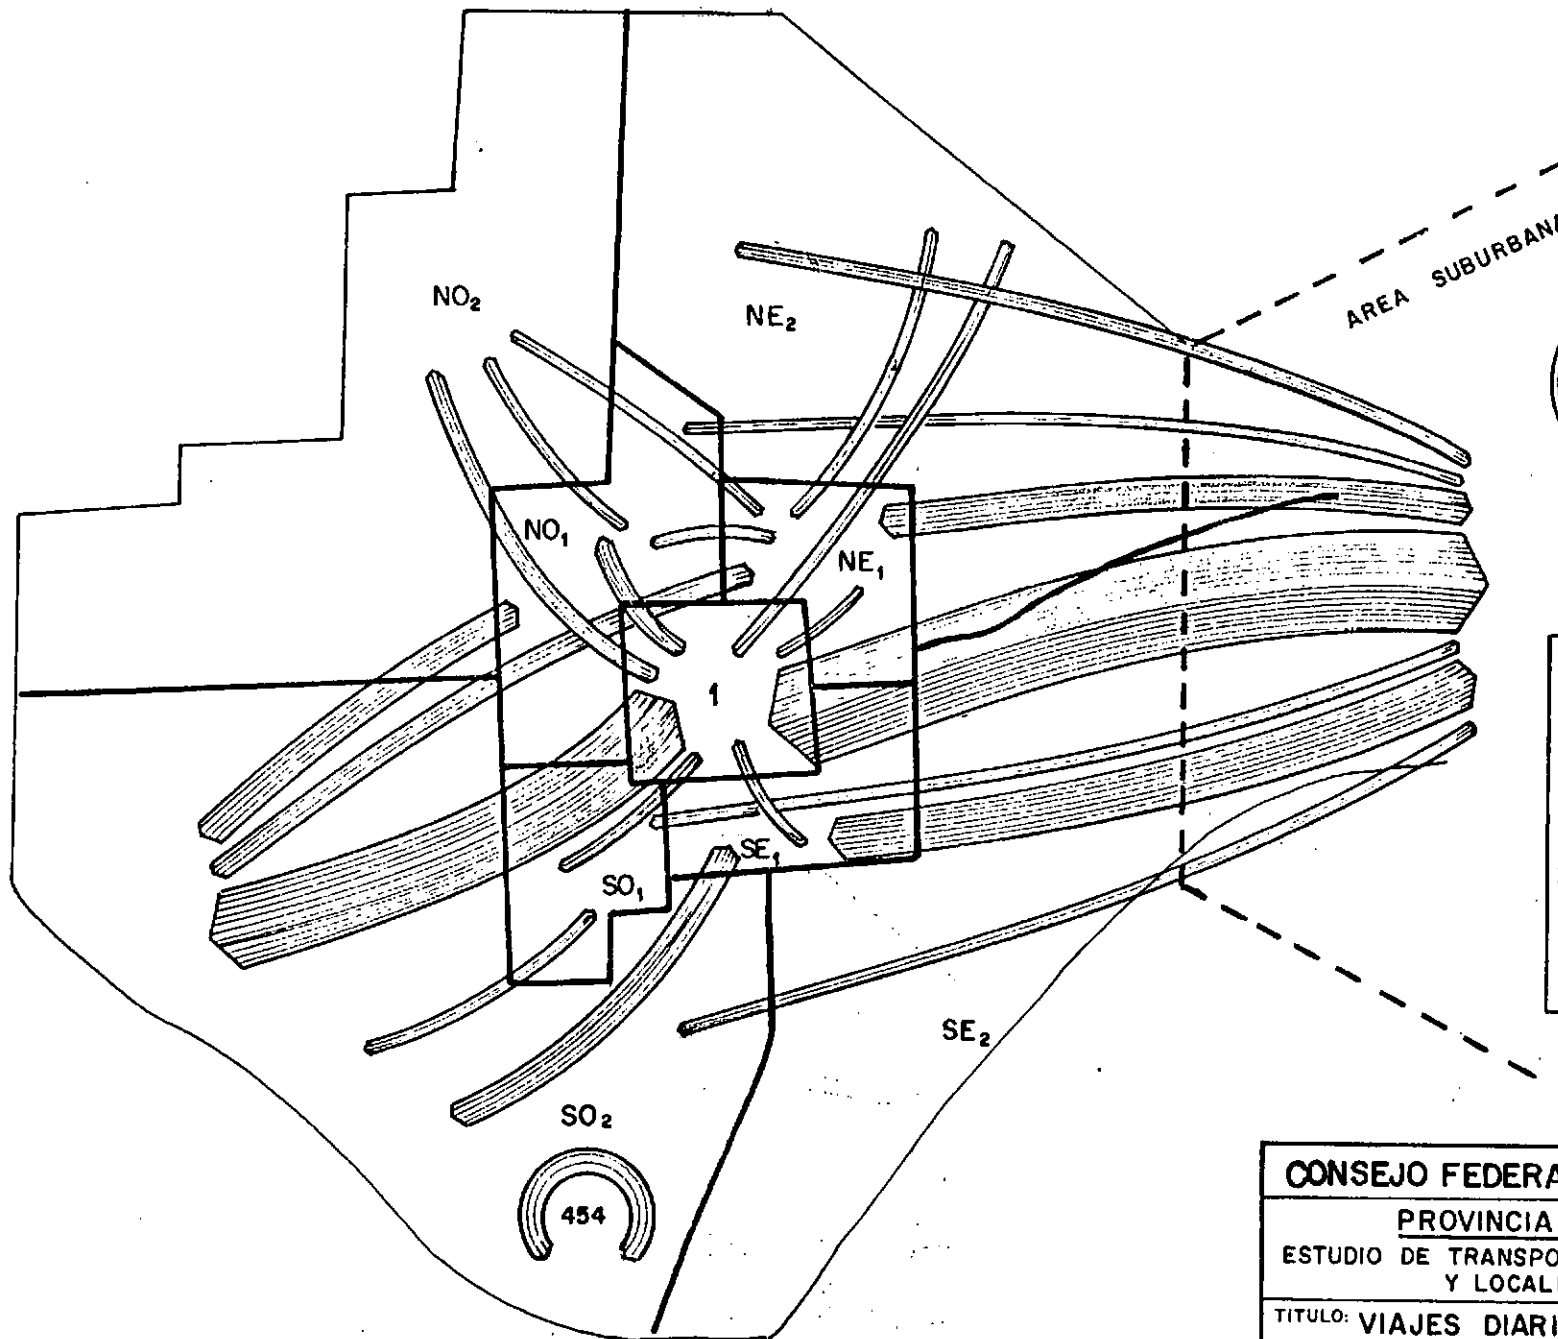 NO₂
NE₂
AREA SUBURBANA
NO₁
NE₁
1
SE₁
SO₁
SE₂
SO₂
454
CONSEJO FEDERA
PROVINCIA
ESTUDIO DE TRANSPO
Y LOCALI
TITULO: VIAJES DIARI